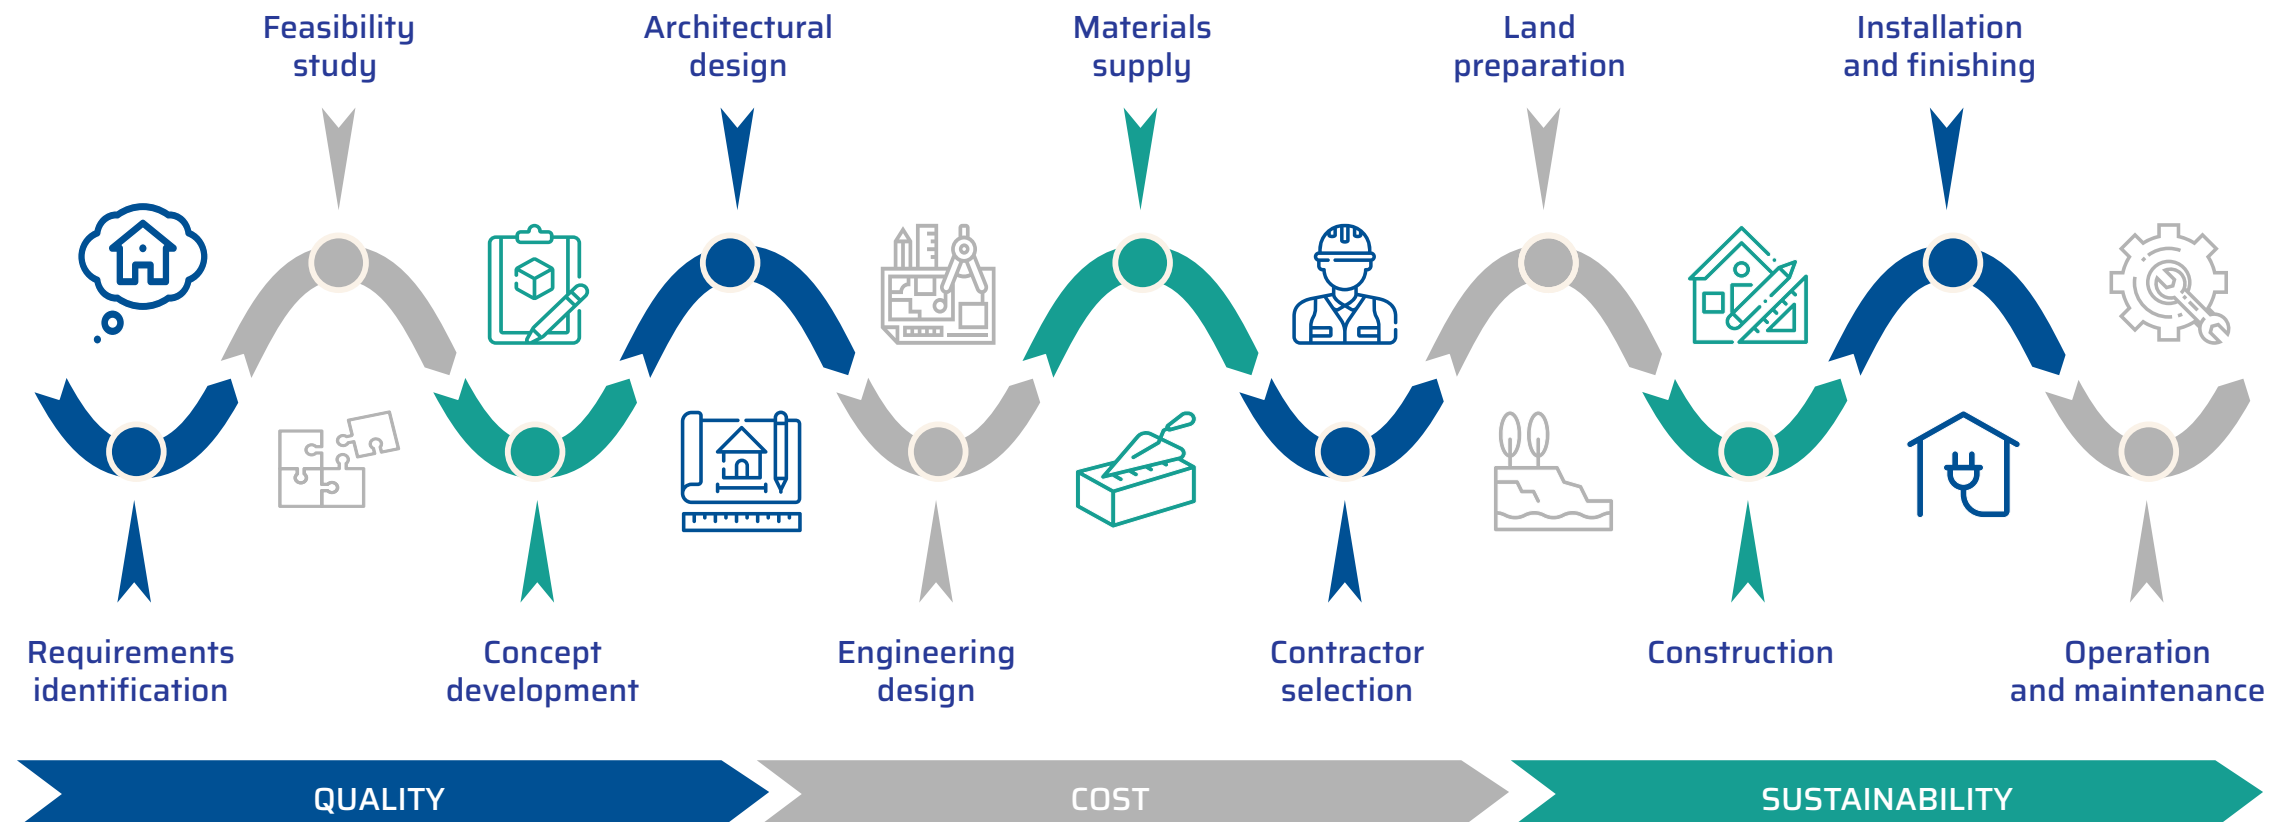 Feasibility
study
Architectural
design
Materials
supply
Land
preparation
Installation
and finishing
Requirements
identification
Concept
development
Engineering
design
Contractor
selection
Construction
Operation
and maintenance
QUALITY
COST
SUSTAINABILITY